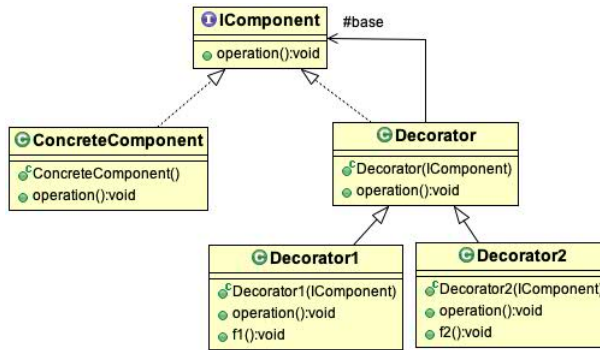 IComponent
operation():void
#base
ConcreteComponent
ConcreteComponent()
operation():void
Decorator
Decorator(IComponent)
operation():void
Decorator1
Decorator1(IComponent)
operation():void
f1():void
Decorator2
Decorator2(IComponent)
operation():void
f2():void